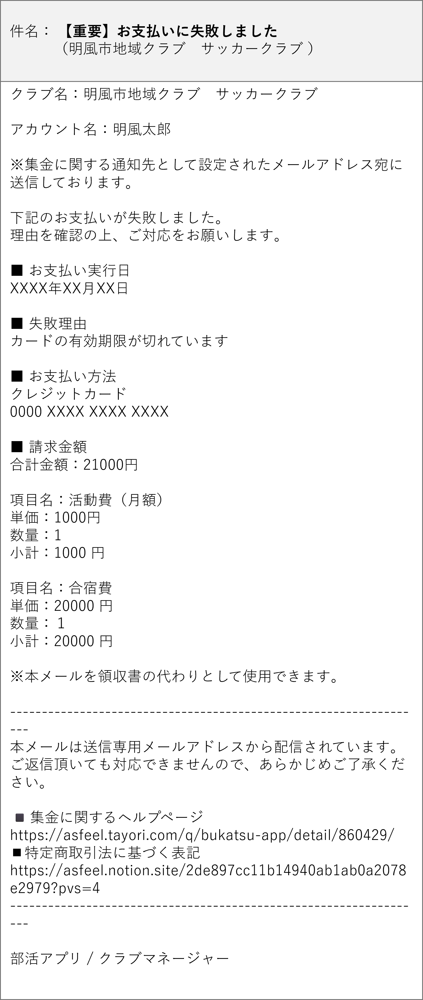 件名：【重要】お支払いに失敗しました
（明風市地域クラブ　サッカークラブ ）
クラブ名：明風市地域クラブ　サッカークラブ
アカウント名：明風太郎
※集金に関する通知先として設定されたメールアドレス宛に
送信しております。
下記のお支払いが失敗しました。
理由を確認の上、ご対応をお願いします。
■ お支払い実行日
XXXX年XX月XX日
■ 失敗理由
カードの有効期限が切れています
■ お支払い方法
クレジットカード
0000 XXXX XXXX XXXX
■ 請求金額
合計金額：21000円
項目名：活動費（月額）
単価：1000円
数量：1
小計：1000 円
項目名：合宿費
単価：20000 円
数量： 1
小計：20000 円
※本メールを領収書の代わりとして使用できます。
----------------------------------------------------------------
---
本メールは送信専用メールアドレスから配信されています。
ご返信頂いても対応できませんので、あらかじめご了承くだ
さい。
◾ 集金に関するヘルプページ
https://asfeel.tayori.com/q/bukatsu-app/detail/860429/
■特定商取引法に基づく表記
https://asfeel.notion.site/2de897cc11b14940ab1ab0a2078
e2979?pvs=4
----------------------------------------------------------------
---
部活アプリ / クラブマネージャー